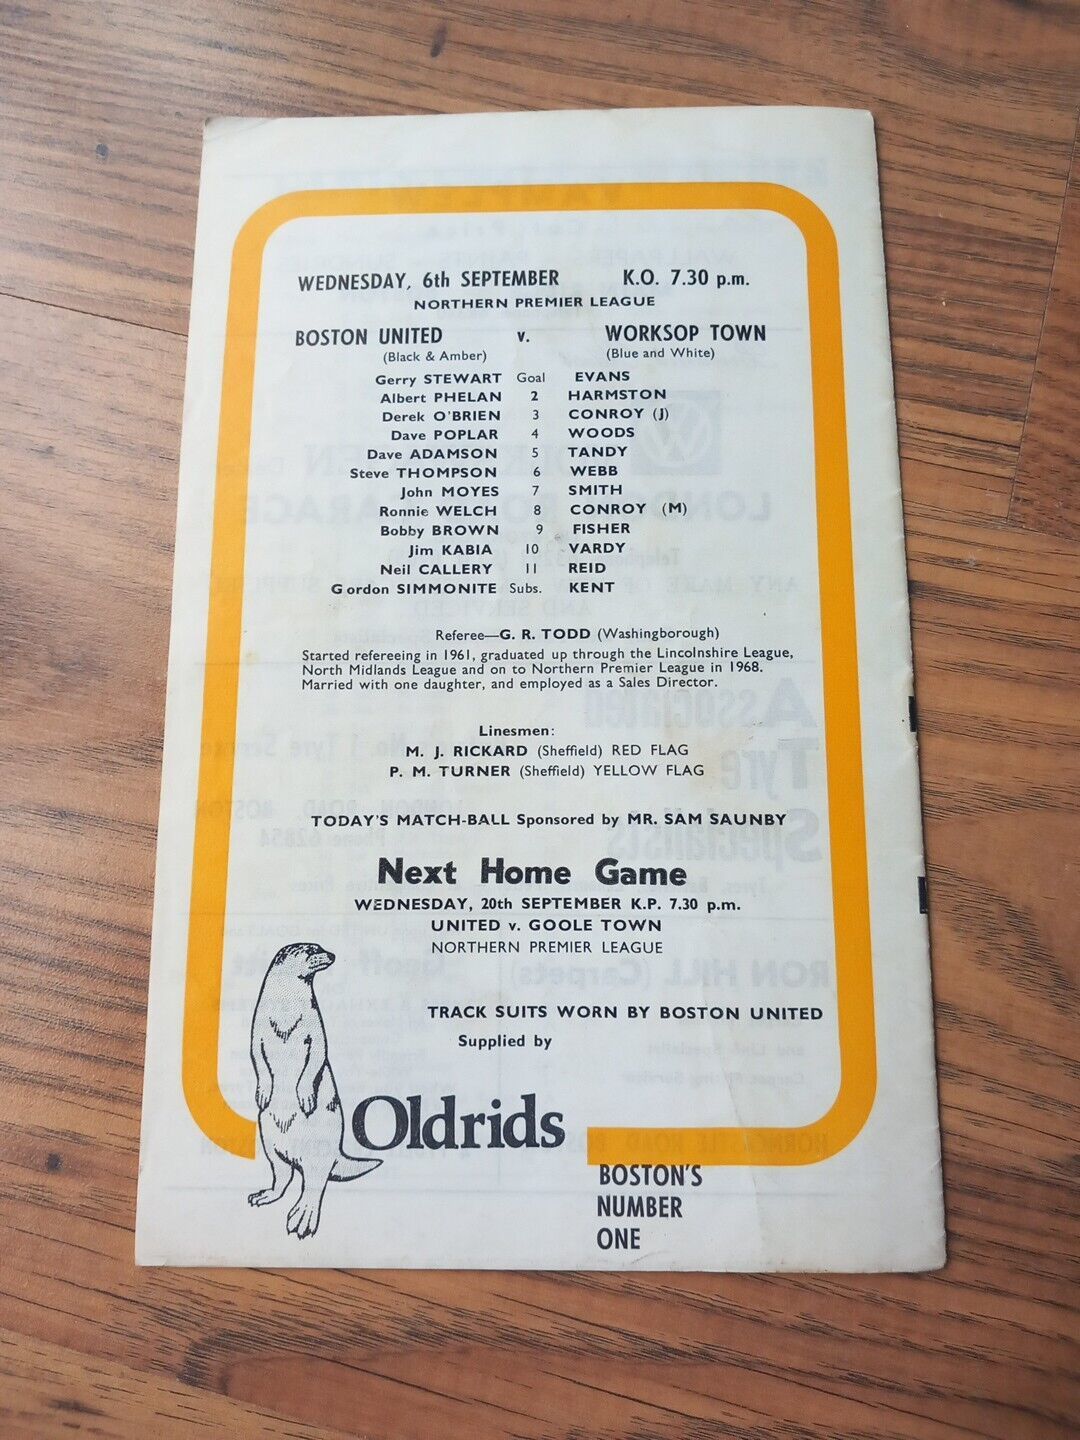 WEDNESDAY, 6th SEPTEMBER K.O. 7.30 p.m.
NORTHERN PREMIER LEAGUE
BOSTON UNITED v. WORKSOP TOWN
(Black & Amber) (Blue and White)
Gerry STEWART Goal EVANS
Albert PHELAN 2 HARMSTON
Derek O'BRIEN 3 CONROY (J)
Dave POPLAR 4 WOODS
Dave ADAMSON 5 TANDY
Steve THOMPSON 6 WEBB
John MOYES 7 SMITH
Ronnie WELCH 8 CONROY (M)
Bobby BROWN 9 FISHER
Jim KABIA 10 VARDY
Neil CALLERY 11 REID
Gordon SIMMONITE Subs. KENT
Referee—G. R. TODD (Washingborough)
Started refereeing in 1961, graduated up through the Lincolnshire League,
North Midlands League and on to Northern Premier League in 1968.
Married with one daughter, and employed as a Sales Director.
Linesmen:
M. J. RICKARD (Sheffield) RED FLAG
P. M. TURNER (Sheffield) YELLOW FLAG
TODAY'S MATCH-BALL Sponsored by MR. SAM SAUNBY
Next Home Game
WEDNESDAY, 20th SEPTEMBER K.P. 7.30 p.m.
UNITED v. GOOLE TOWN
NORTHERN PREMIER LEAGUE
TRACK SUITS WORN BY BOSTON UNITED
Supplied by
Oldrids
BOSTON'S
NUMBER
ONE